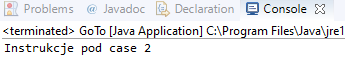 Problems @ Javadoc Declaration Console
<terminated> GoTo [Java Application] C:\Program Files\Java\jre1
Instrukcje pod case 2